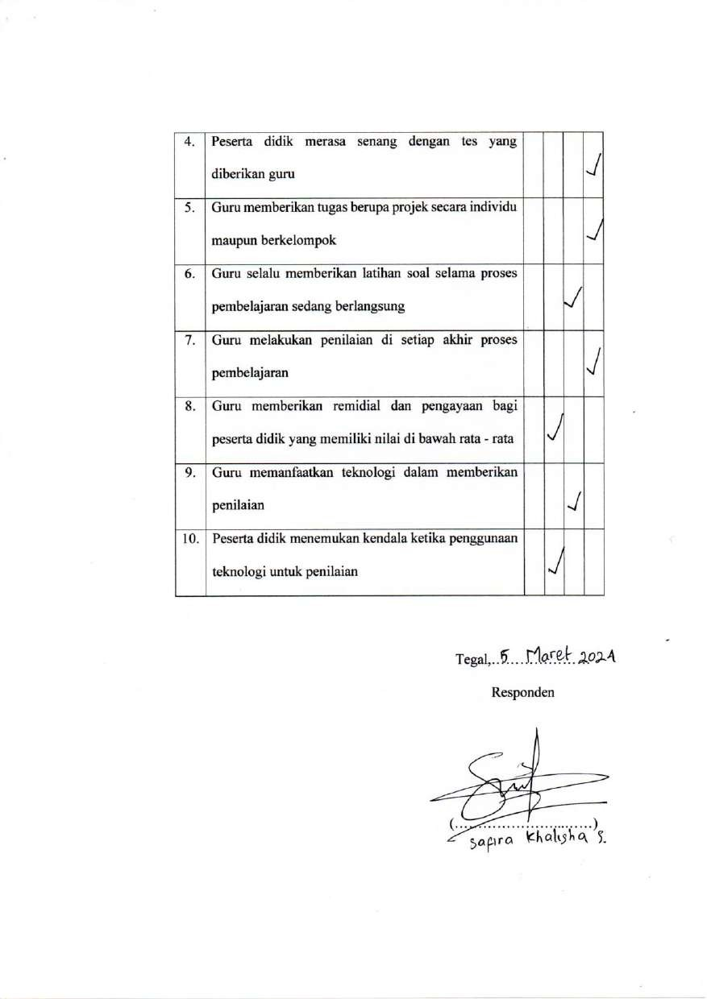 4. Peserta didik merasa senang dengan tes yang
diberikan guru
5. Guru memberikan tugas berupa projek secara individu
maupun berkelompok
6. Guru selalu memberikan latihan soal selama proses
pembelajaran sedang berlangsung
7. Guru melakukan penilaian di setiap akhir proses
pembelajaran
8. Guru memberikan remidial dan pengayaan bagi
peserta didik yang memiliki nilai di bawah rata - rata
9. Guru memanfaatkan teknologi dalam memberikan
penilaian
10. Peserta didik menemukan kendala ketika penggunaan
teknologi untuk penilaian
Tegal,..5....Maret 2024
Responden
(..............................)
Safira Khalisha S.